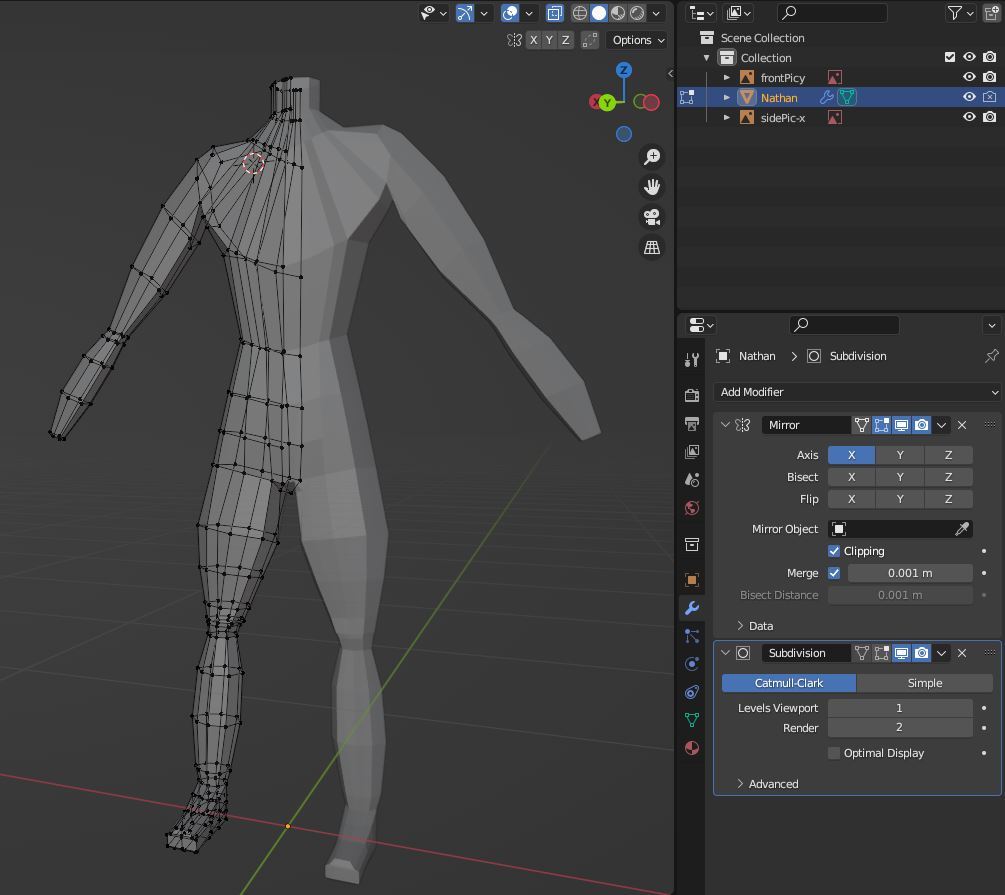 X Y Z Options
Z
X Y
Scene Collection
Collection
frontPicy
Nathan
sidePic-x
Nathan > Subdivision
Add Modifier
Mirror
Axis X Y Z
Bisect X Y Z
Flip X Y Z
Mirror Object
Clipping
Merge 0.001 m
Bisect Distance 0.001 m
Data
Subdivision
Catmull-Clark Simple
Levels Viewport 1
Render 2
Optimal Display
Advanced